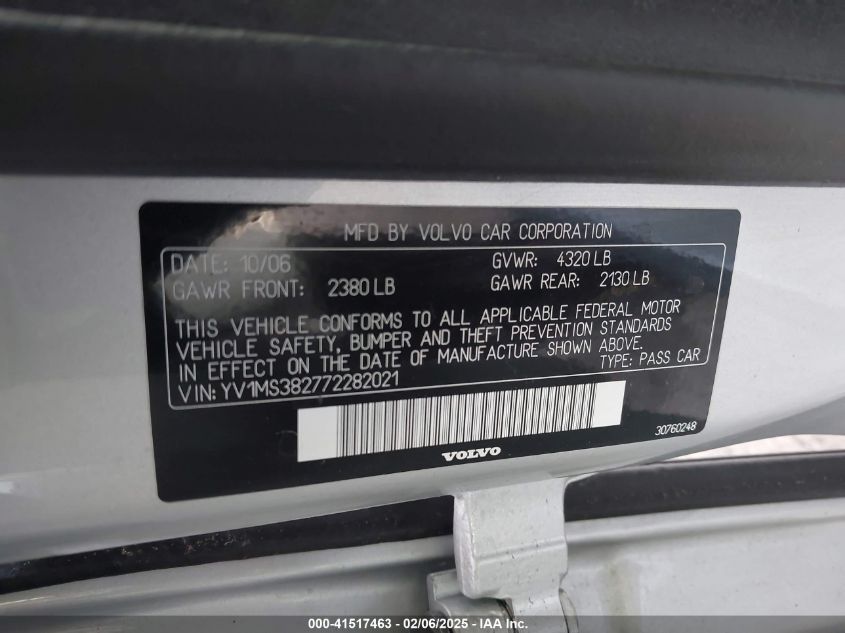 MFD BY VOLVO CAR CORPORATION
DATE: 10/06 GVWR: 4320 LB
GAWR FRONT: 2380 LB GAWR REAR: 2130 LB
THIS VEHICLE CONFORMS TO ALL APPLICABLE FEDERAL MOTOR
VEHICLE SAFETY, BUMPER AND THEFT PREVENTION STANDARDS
IN EFFECT ON THE DATE OF MANUFACTURE SHOWN ABOVE.
TYPE: PASS CAR
VIN: YV1MS382772282021
30760248
VOLVO
000-41517463 - 02/06/2025 - IAA Inc.